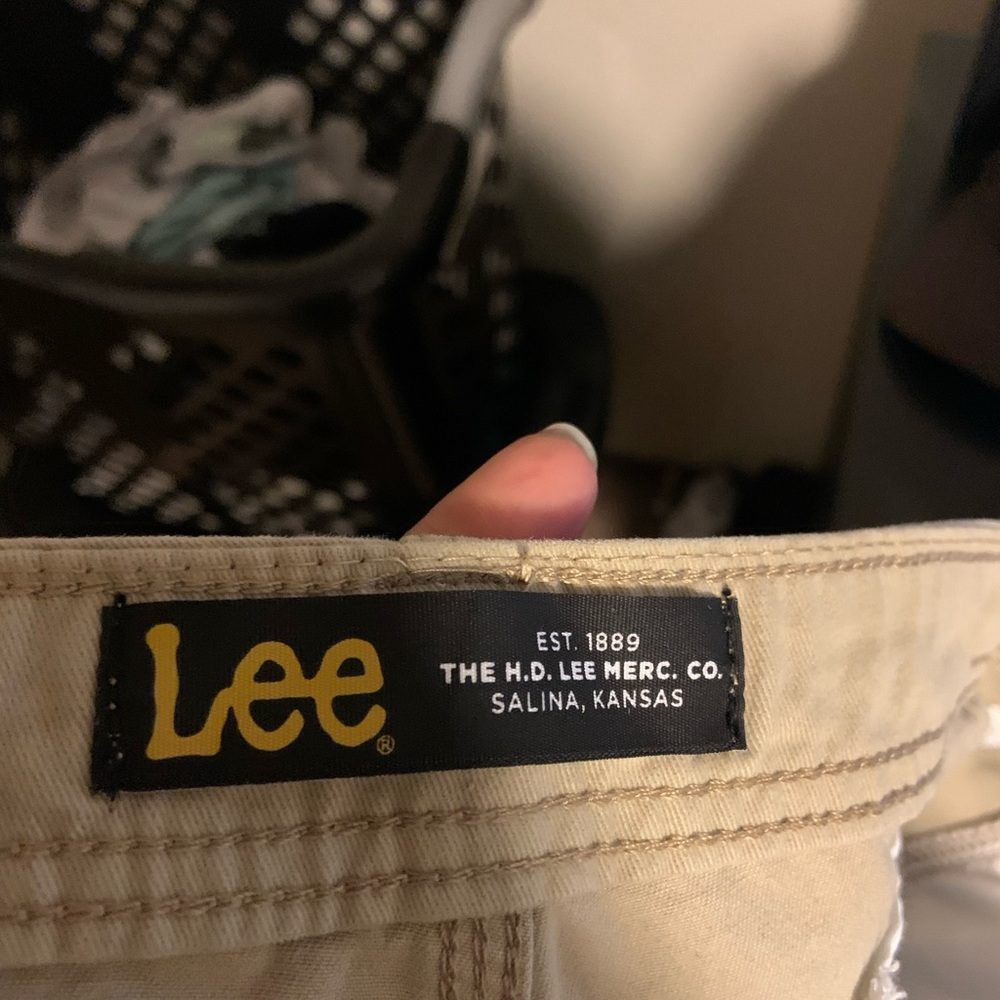 Lee®
EST. 1889
THE H.D. LEE MERC. CO.
SALINA, KANSAS